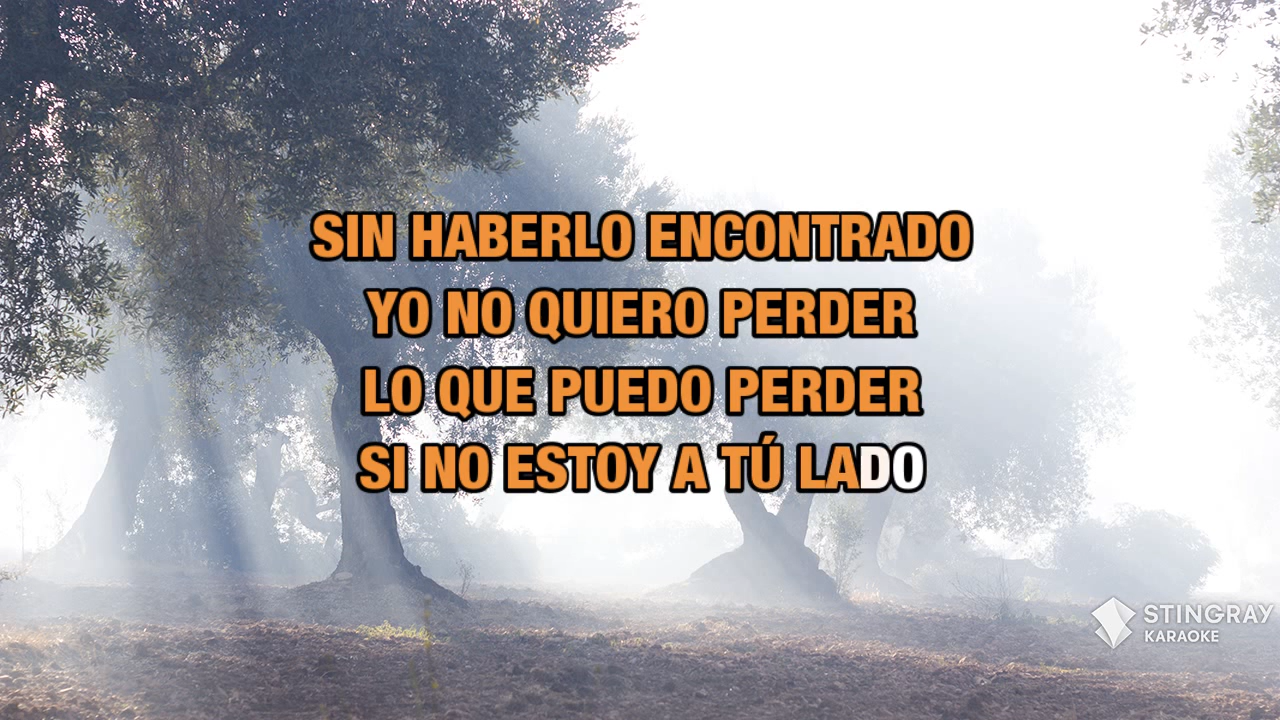 SIN HABERLO ENCONTRADO
YO NO QUIERO PERDER
LO QUE PUEDO PERDER
SI NO ESTOY A TÚ LADO
STINGRAY
KARAOKE